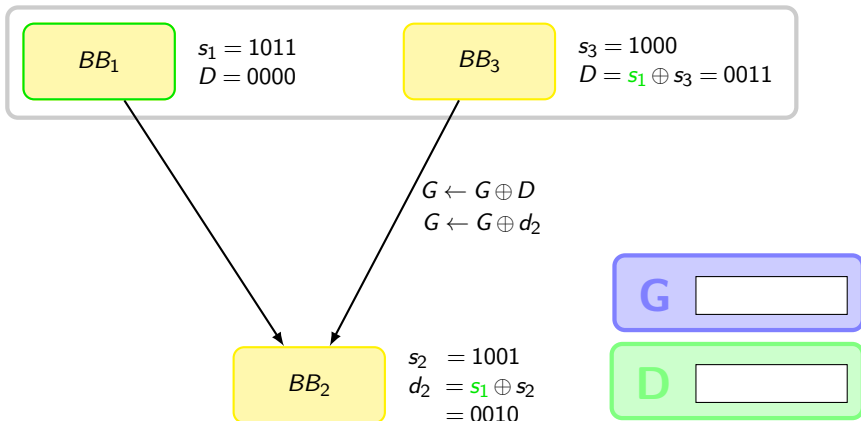 BB₁
s₁ = 1011
D = 0000
BB₃
s₃ = 1000
D = s₁ ⊕ s₃ = 0011
G ← G ⊕ D
G ← G ⊕ d₂
G
D
BB₂
s₂ = 1001
d₂ = s₁ ⊕ s₂
= 0010